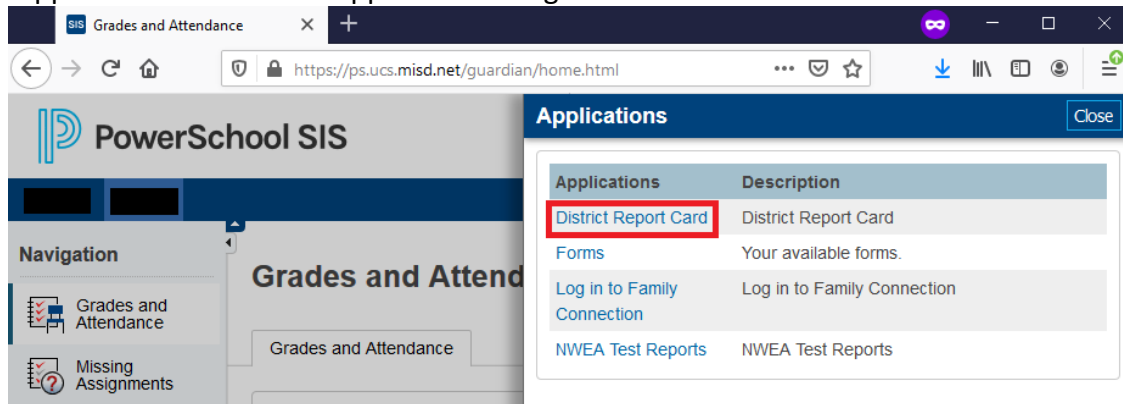 Grades and Attendance
https://ps.ucs.misd.net/guardian/home.html
PowerSchool SIS
Applications
Close
Applications Description
District Report Card District Report Card
Forms Your available forms.
Log in to Family Connection Log in to Family Connection
NWEA Test Reports NWEA Test Reports
Navigation
Grades and
Attendance
Missing
Assignments
Grades and Attend
Grades and Attendance